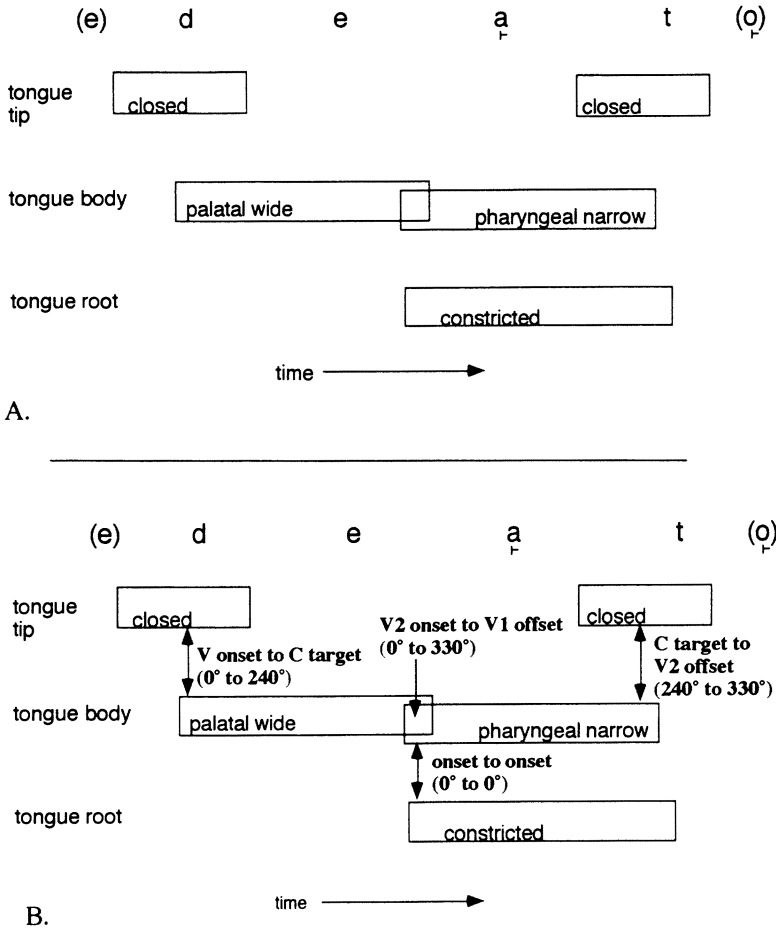 (e) d e a̙ t (o̙)
tongue tip
closed closed
tongue body
palatal wide pharyngeal narrow
tongue root
constricted
time
A.
(e) d e a̙ t (o̙)
tongue tip
closed closed
V onset to C target
(0° to 240°)
V2 onset to V1 offset
(0° to 330°)
C target to
V2 offset
(240° to 330°)
tongue body
palatal wide pharyngeal narrow
onset to onset
(0° to 0°)
tongue root
constricted
time
B.